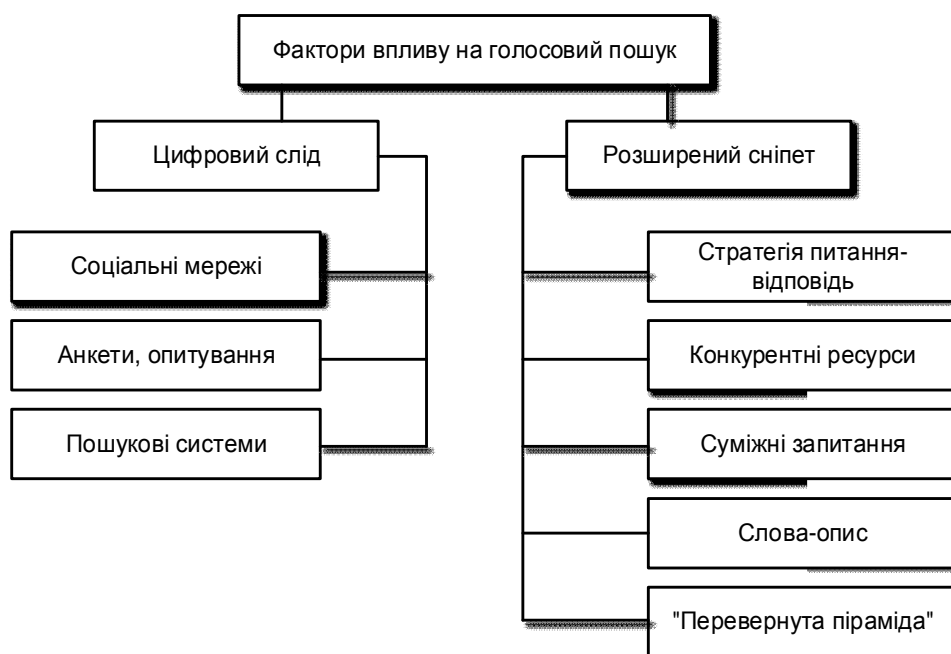 Фактори впливу на голосовий пошук
Цифровий слід
Розширений сніпет
Соціальні мережі
Анкети, опитування
Пошукові системи
Стратегія питання-
відповідь
Конкурентні ресурси
Суміжні запитання
Слова-опис
"Перевернута піраміда"